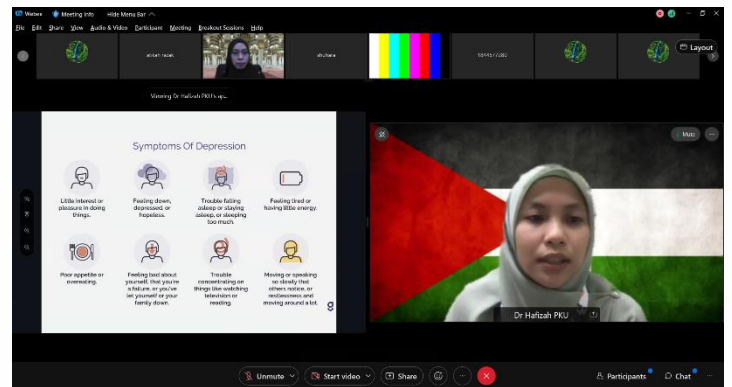 Webex
Meeting Info
Hide Menu Bar
File Edit Share View Audio & Video Participant Meeting Breakout Sessions Help
shuhara
Layout
Viewing Dr Hafizah PKU's ap...
Symptoms Of Depression
Little interest or
pleasure in doing
things.
Feeling down,
depressed, or
hopeless.
Trouble falling
asleep or staying
asleep, or sleeping
too much.
Feeling tired or
having little energy.
Poor appetite or
overeating.
Feeling bad about
yourself, that you're
a failure, or you've
let yourself or your
family down.
Trouble
concentrating on
things like watching
television or
reading.
Moving or speaking
so slowly that
others notice, or
restlessness and
moving around a lot.
g
Mute
Dr Hafizah PKU
Unmute
Start video
Share
Participants
Chat